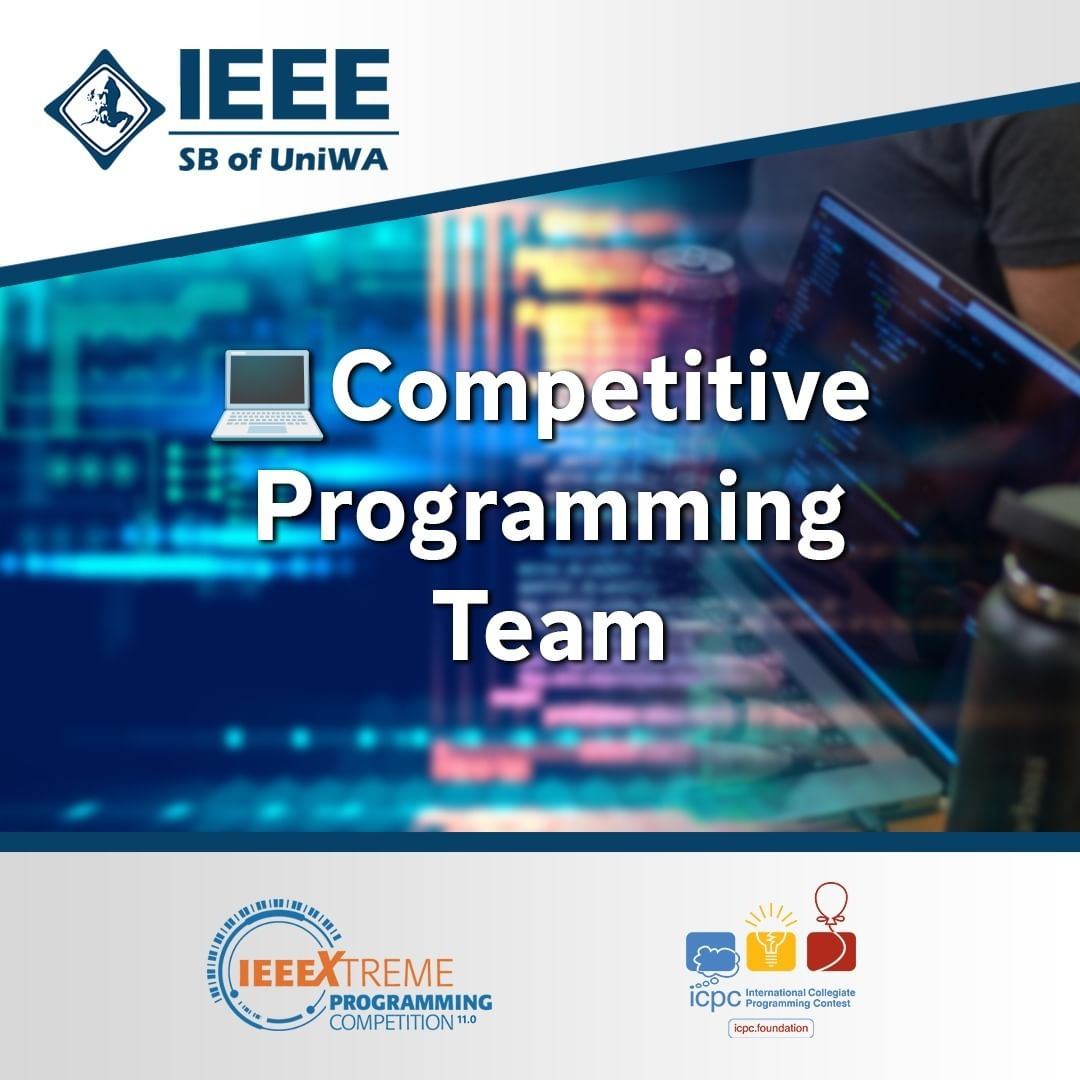 IEEE
SB of UniWA
💻Competitive
Programming
Team
IEEEXTREME
PROGRAMMING
COMPETITION 11.0
icpc International Collegiate
Programming Contest
icpc.foundation